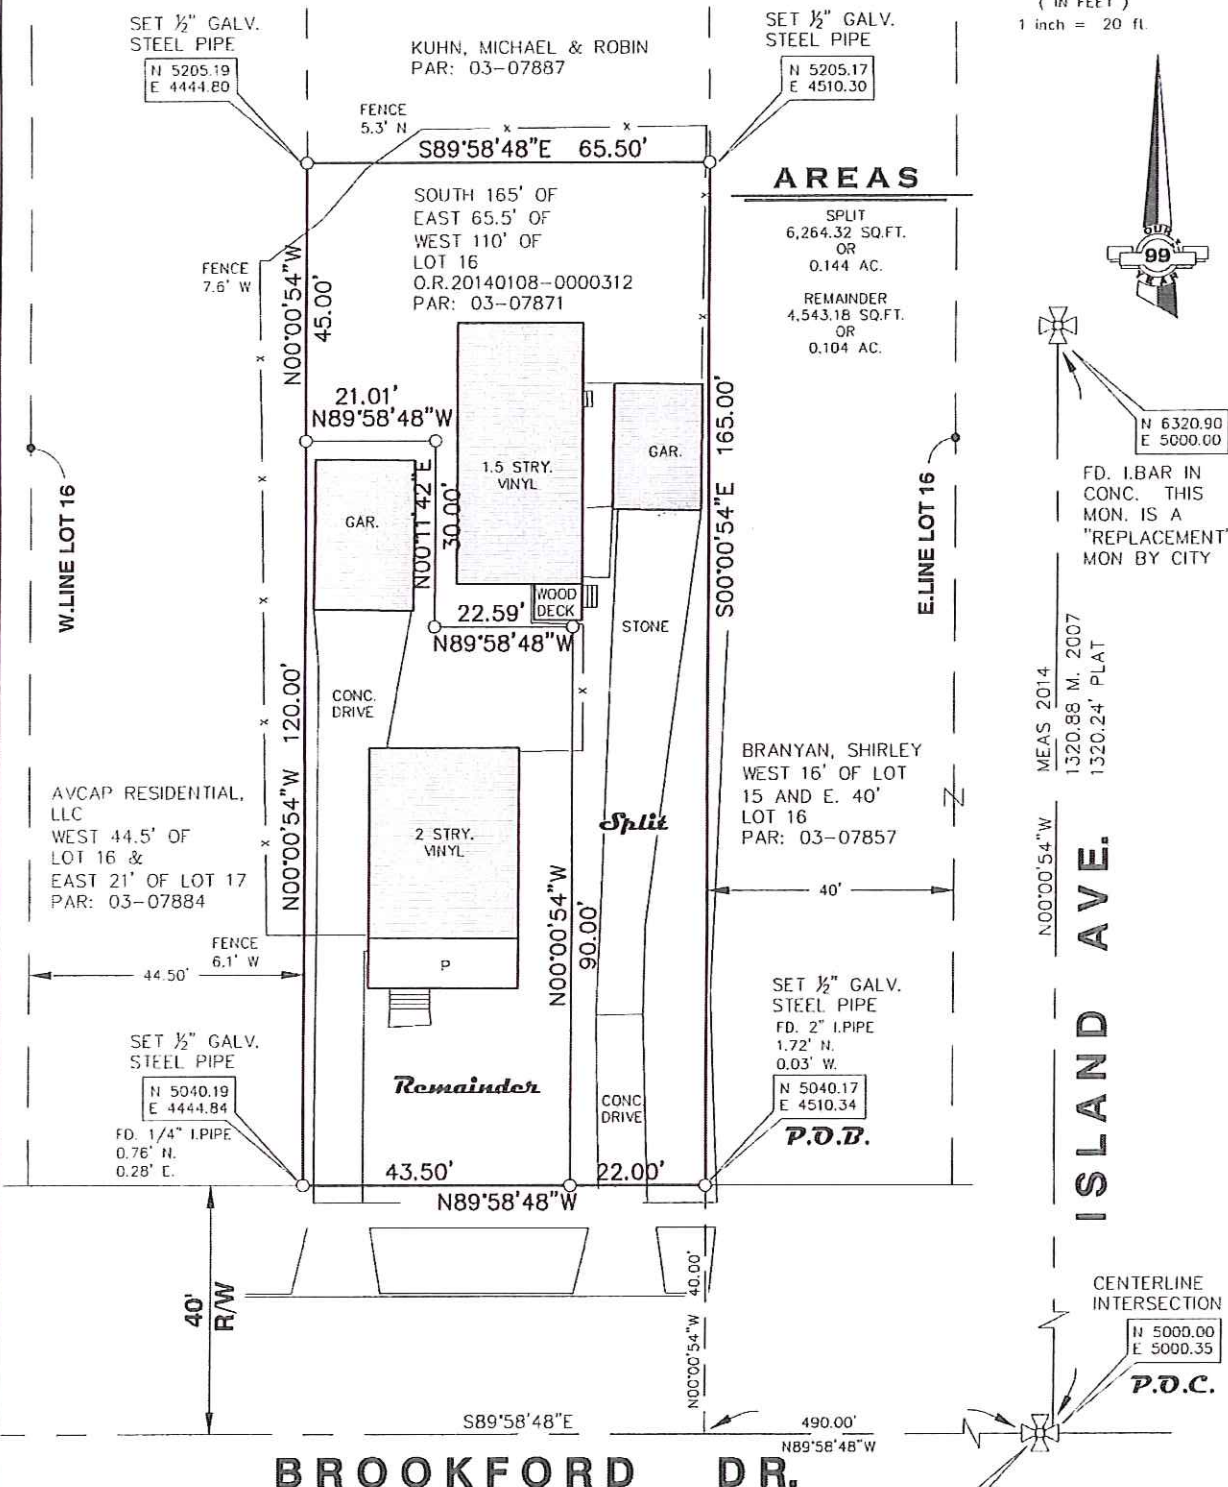 ( IN FEET )
1 inch = 20 ft.
SET ½" GALV.
STEEL PIPE
N 5205.19
E 4444.80
KUHN, MICHAEL & ROBIN
PAR: 03-07887
SET ½" GALV.
STEEL PIPE
N 5205.17
E 4510.30
FENCE
5.3' N
x
x
S89°58'48"E 65.50'
AREAS
SPLIT
6,264.32 SQ.FT.
OR
0.144 AC.
REMAINDER
4,543.18 SQ.FT.
OR
0.104 AC.
99
SOUTH 165' OF
EAST 65.5' OF
WEST 110' OF
LOT 16
O.R.20140108-0000312
PAR: 03-07871
FENCE
7.6' W
N00°00'54"W
45.00'
21.01'
N89°58'48"W
N00°11'42"E
30.00'
1.5 STRY.
VINYL
GAR.
GAR.
S00°00'54"E 165.00'
N 6320.90
E 5000.00
FD. I.BAR IN
CONC. THIS
MON. IS A
"REPLACEMENT"
MON BY CITY
W.LINE LOT 16
E.LINE LOT 16
WOOD
DECK
22.59'
N89°58'48"W
STONE
CONC.
DRIVE
N00°00'54"W 120.00'
MEAS 2014
1320.88 M. 2007
1320.24' PLAT
N00°00'54"W
AVCAP RESIDENTIAL,
LLC
WEST 44.5' OF
LOT 16 &
EAST 21' OF LOT 17
PAR: 03-07884
2 STRY.
VINYL
Split
BRANYAN, SHIRLEY
WEST 16' OF LOT
15 AND E. 40'
LOT 16
PAR: 03-07857
40'
FENCE
6.1' W
44.50'
P
N00°00'54"W
90.00'
ISLAND AVE.
SET ½" GALV.
STEEL PIPE
FD. 2" I.PIPE
1.72' N.
0.03' W.
N 5040.17
E 4510.34
P.O.B.
SET ½" GALV.
STEEL PIPE
N 5040.19
E 4444.84
FD. 1/4" I.PIPE
0.76' N.
0.28' E.
Remainder
CONC
DRIVE
43.50'
22.00'
N89°58'48"W
40'
R/W
N00°00'54"W 40.00'
CENTERLINE
INTERSECTION
N 5000.00
E 5000.35
P.O.C.
S89°58'48"E
490.00'
N89°58'48"W
BROOKFORD DR.